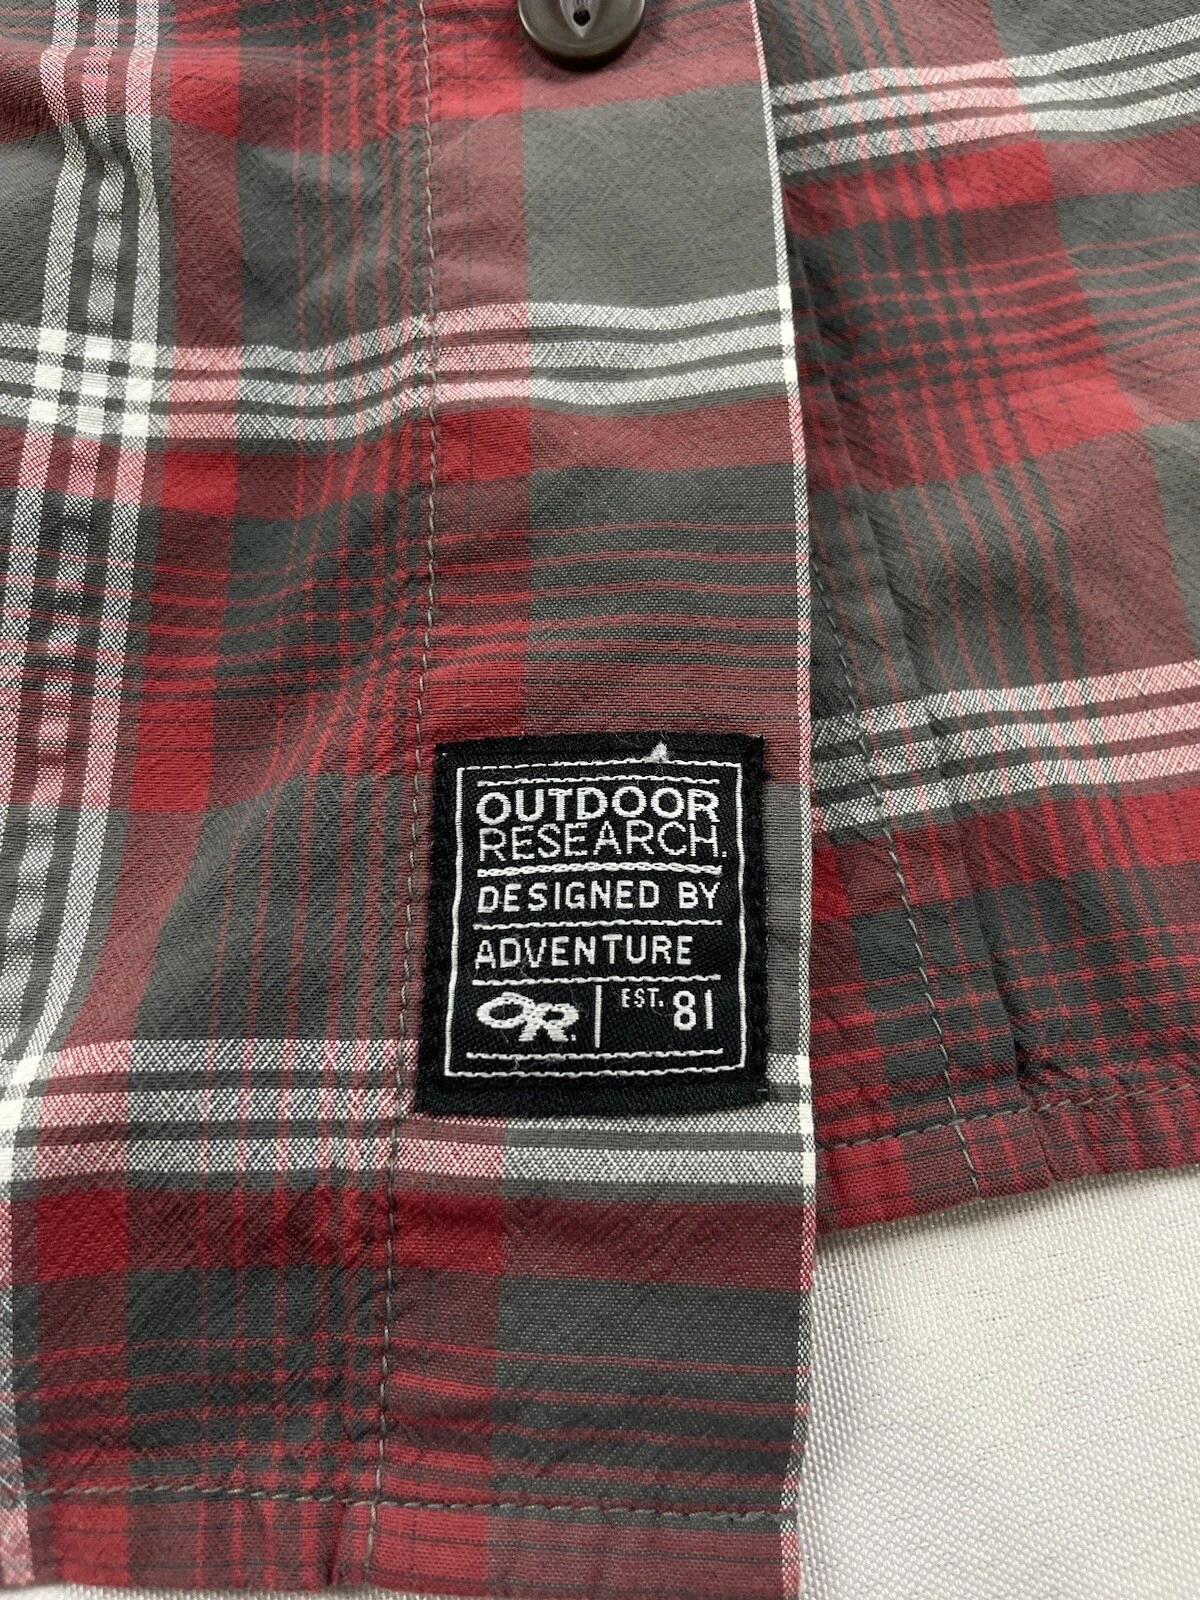 OUTDOOR
RESEARCH.
DESIGNED BY
ADVENTURE
OR. EST. 81